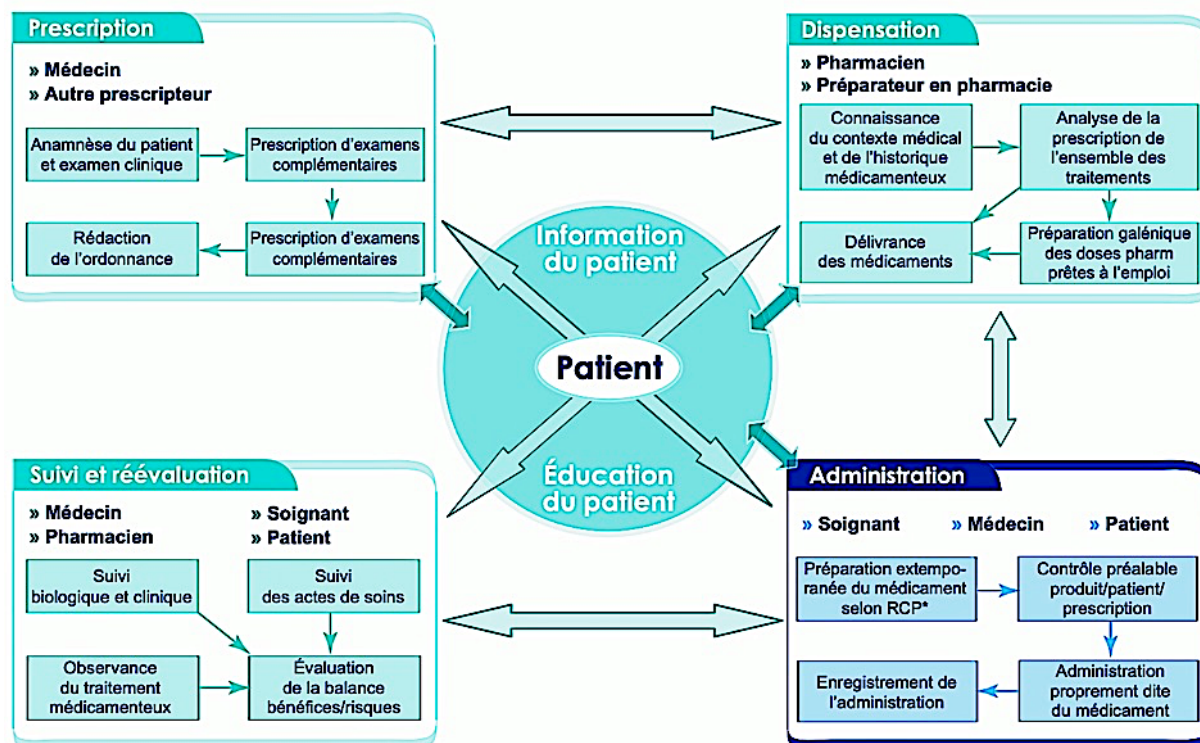 Prescription
» Médecin
» Autre prescripteur
Anamnèse du patient
et examen clinique
Prescription d'examens
complémentaires
Rédaction
de l'ordonnance
Prescription d'examens
complémentaires
Dispensation
» Pharmacien
» Préparateur en pharmacie
Connaissance
du contexte médical
et de l'historique
médicamenteux
Analyse de la
prescription de
l'ensemble des
traitements
Délivrance
des médicaments
Préparation galénique
des doses pharm
prêtes à l'emploi
Information
du patient
Patient
Éducation
du patient
Suivi et réévaluation
» Médecin
» Pharmacien
» Soignant
» Patient
Suivi
biologique et clinique
Suivi
des actes de soins
Observance
du traitement
médicamenteux
Évaluation
de la balance
bénéfices/risques
Administration
» Soignant
» Médecin
» Patient
Préparation extempo-
ranée du médicament
selon RCP*
Contrôle préalable
produit/patient/
prescription
Enregistrement de
l'administration
Administration
proprement dite
du médicament